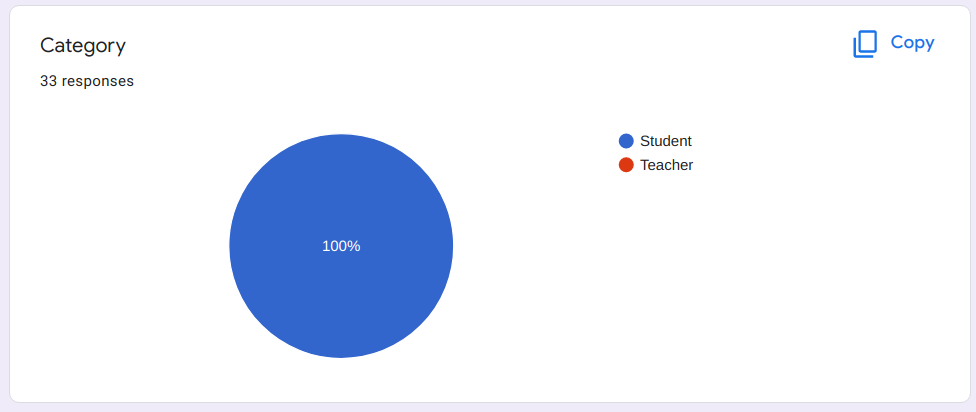 Category
Copy
33 responses
Student
Teacher
100%